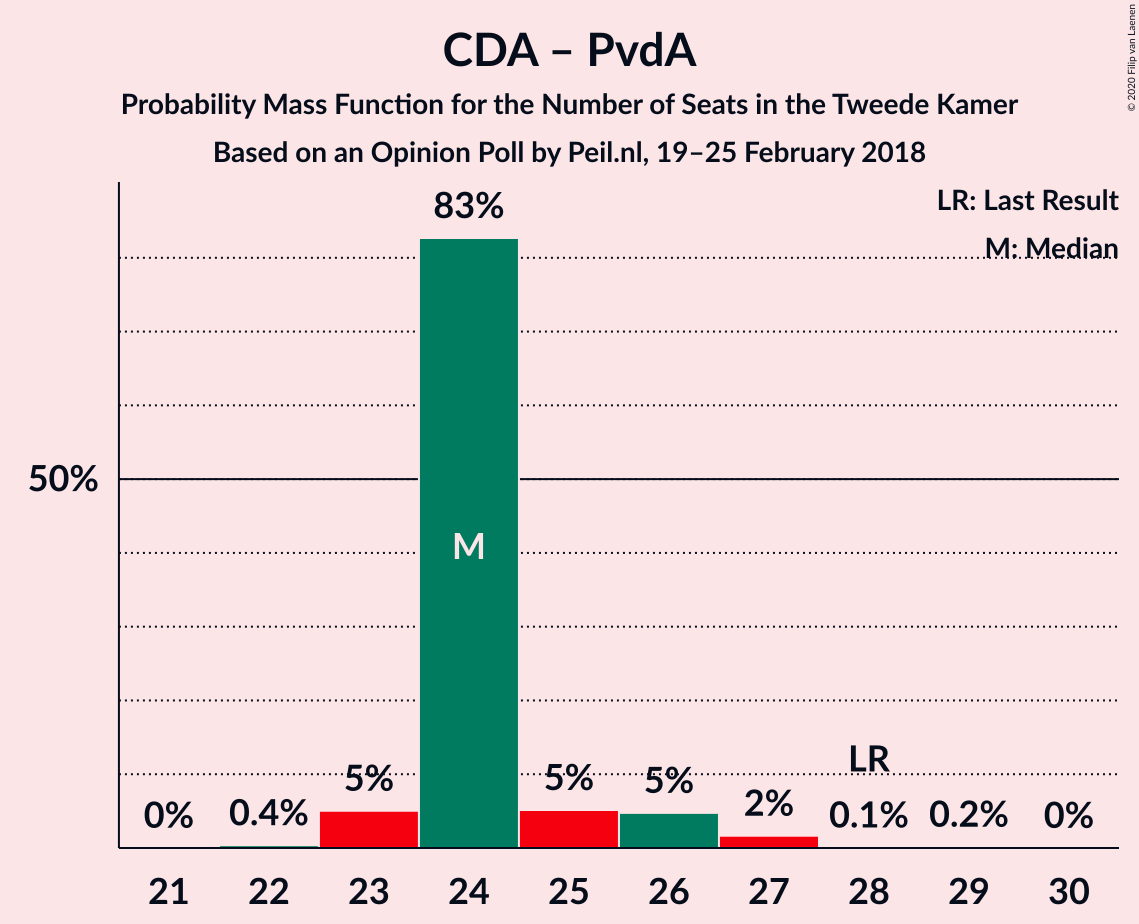 CDA – PvdA
Probability Mass Function for the Number of Seats in the Tweede Kamer
Based on an Opinion Poll by Peil.nl, 19–25 February 2018
© 2020 Filip van Laenen
LR: Last Result
M: Median
83%
50%
M
LR
0%
0.4%
5%
5%
5%
2%
0.1%
0.2%
0%
21 22 23 24 25 26 27 28 29 30